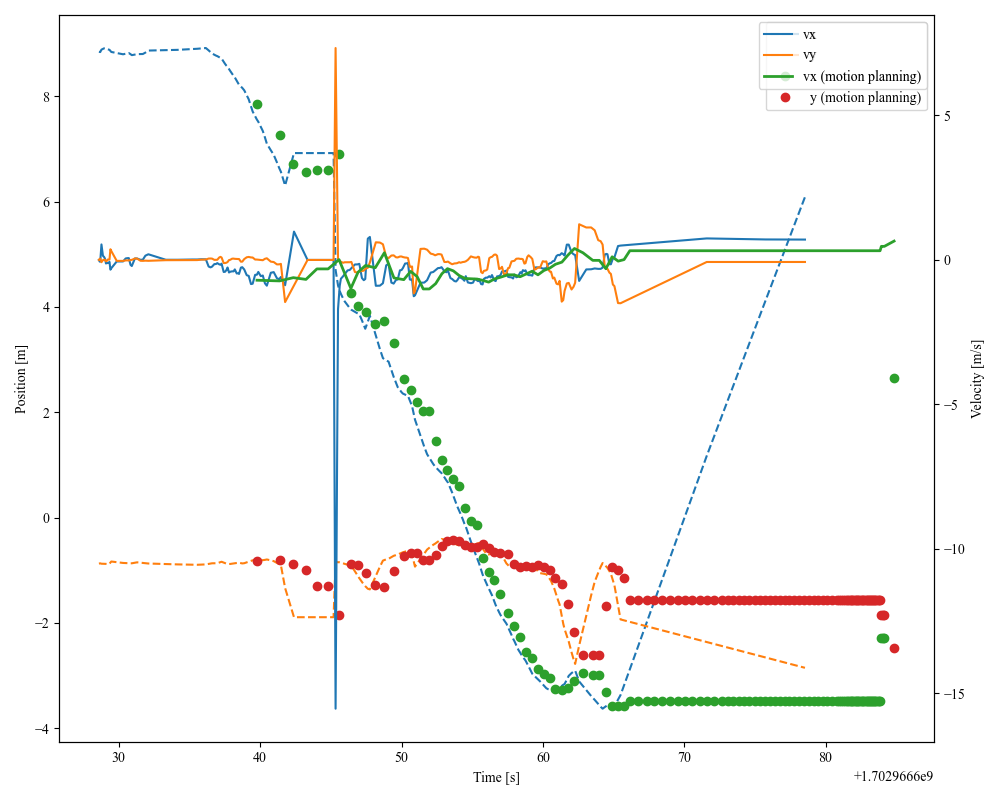 vx
vy
vx (motion planning)
y (motion planning)
8
6
4
2
0
−2
−4
5
0
−5
−10
−15
Position [m]
Velocity [m/s]
30
40
50
60
70
80
Time [s]
+1.7029666e9